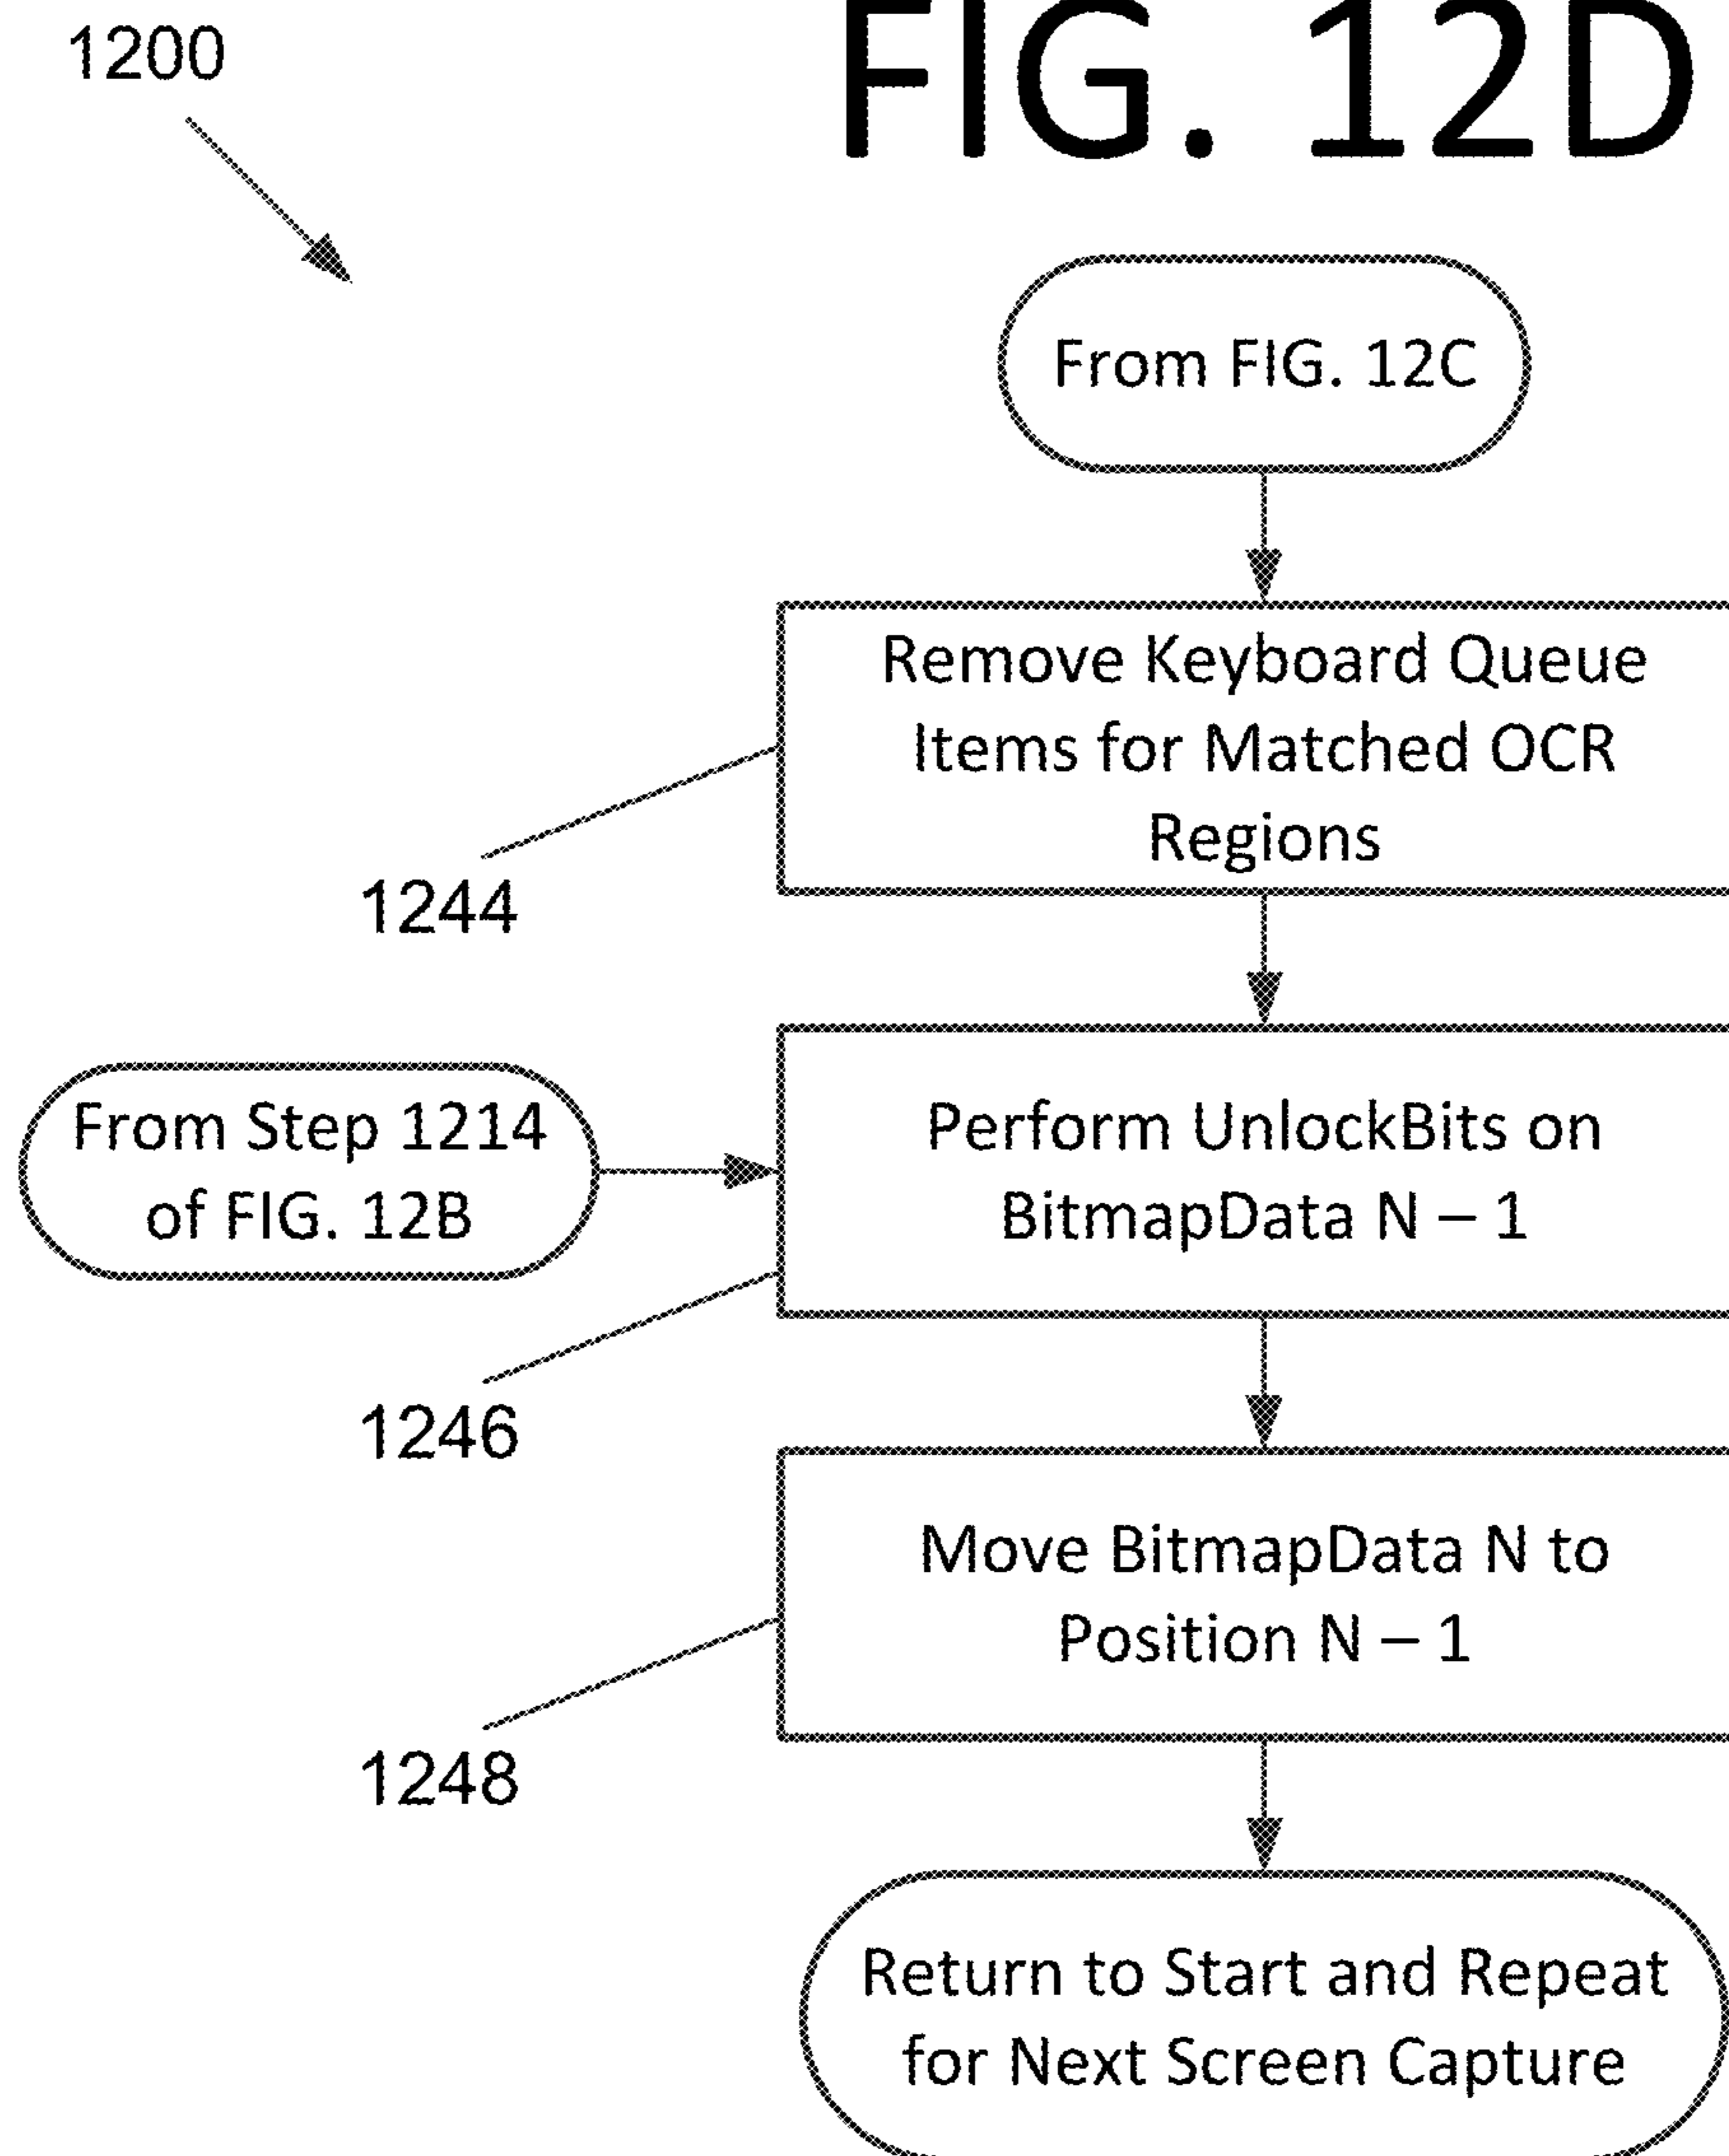 FIG. 12D
1200
From FIG. 12C
Remove Keyboard Queue
Items for Matched OCR
Regions
1244
From Step 1214
of FIG. 12B
Perform UnlockBits on
BitmapData N – 1
1246
Move BitmapData N to
Position N – 1
1248
Return to Start and Repeat
for Next Screen Capture